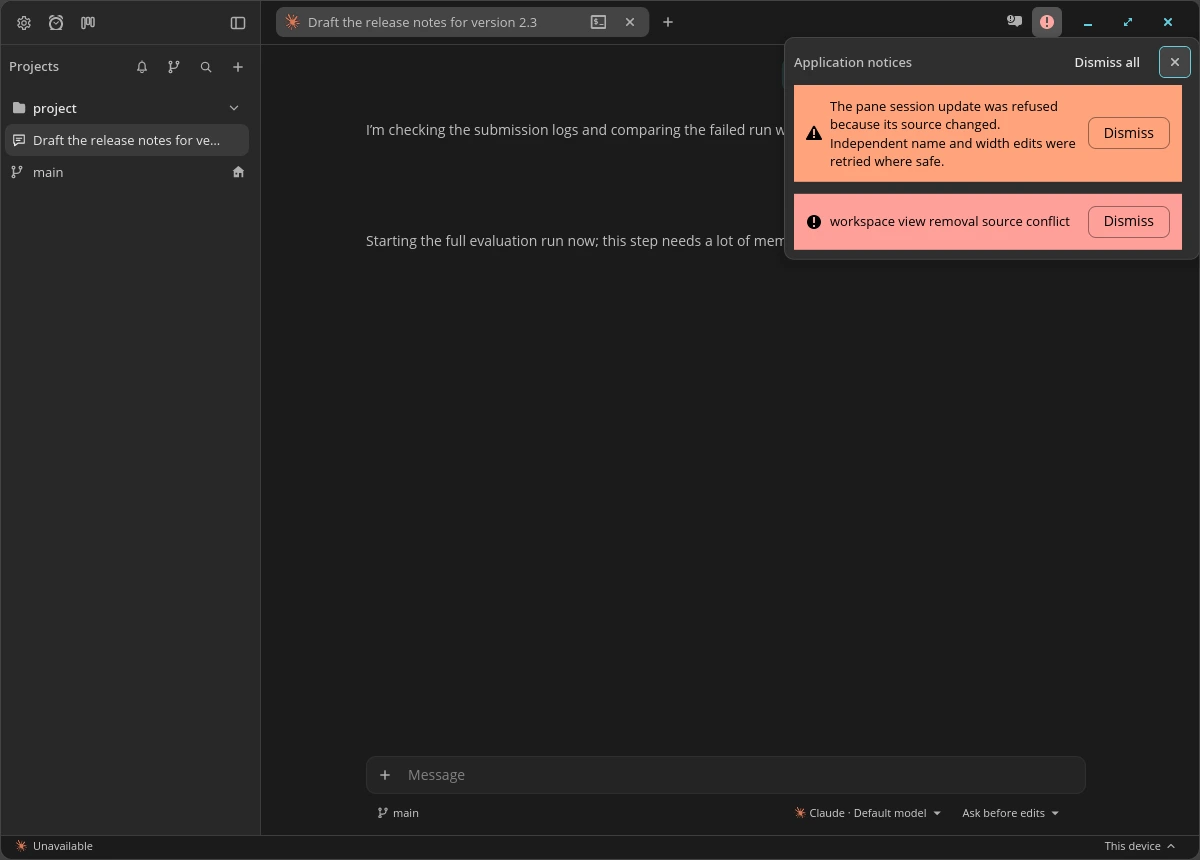 Draft the release notes for version 2.3
Projects
project
Draft the release notes for ve...
main
Application notices
Dismiss all
The pane session update was refused
because its source changed.
Independent name and width edits were
retried where safe.
Dismiss
workspace view removal source conflict
Dismiss
I'm checking the submission logs and comparing the failed run
Starting the full evaluation run now; this step needs a lot of
Message
main
Claude · Default model
Ask before edits
Unavailable
This device